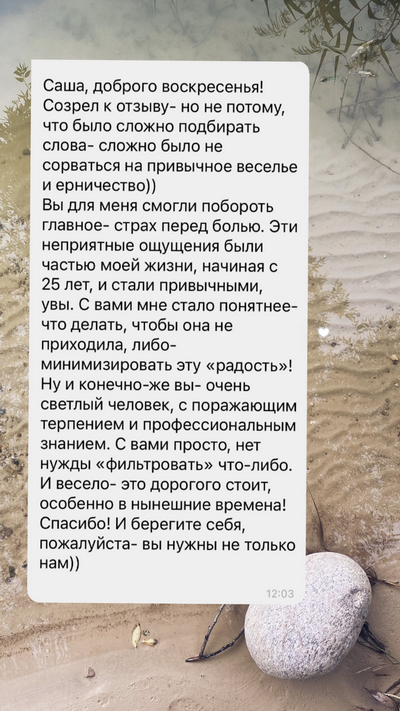 Саша, доброго воскресенья!
Созрел к отзыву- но не потому,
что было сложно подбирать
слова- сложно было не
сорваться на привычное веселье
и ерничество))
Вы для меня смогли побороть
главное- страх перед болью. Эти
неприятные ощущения были
частью моей жизни, начиная с
25 лет, и стали привычными,
увы. С вами мне стало понятнее-
что делать, чтобы она не
приходила, либо-
минимизировать эту «радость»!
Ну и конечно-же вы- очень
светлый человек, с поражающим
терпением и профессиональным
знанием. С вами просто, нет
нужды «фильтровать» что-либо.
И весело- это дорогого стоит,
особенно в нынешние времена!
Спасибо! И берегите себя,
пожалуйста- вы нужны не только
нам))
12:03